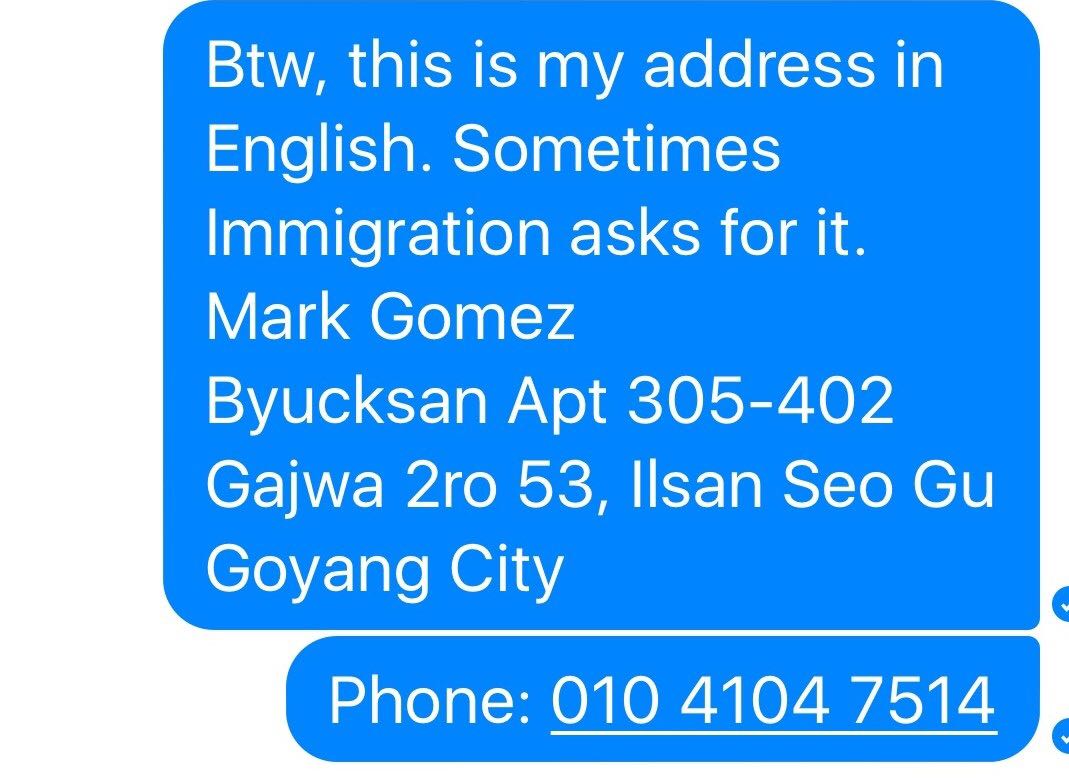 Btw, this is my address in
English. Sometimes
Immigration asks for it.
Mark Gomez
Byucksan Apt 305-402
Gajwa 2ro 53, Ilsan Seo Gu
Goyang City
Phone: 010 4104 7514